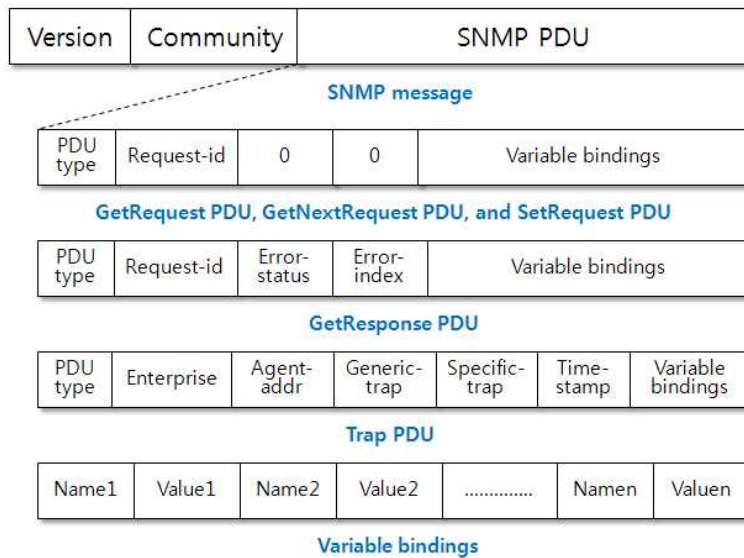 Version Community SNMP PDU
SNMP message
PDU type Request-id 0 0 Variable bindings
GetRequest PDU, GetNextRequest PDU, and SetRequest PDU
PDU type Request-id Error-status Error-index Variable bindings
GetResponse PDU
PDU type Enterprise Agent-addr Generic-trap Specific-trap Time-stamp Variable bindings
Trap PDU
Name1 Value1 Name2 Value2 .............. Namen Valuen
Variable bindings